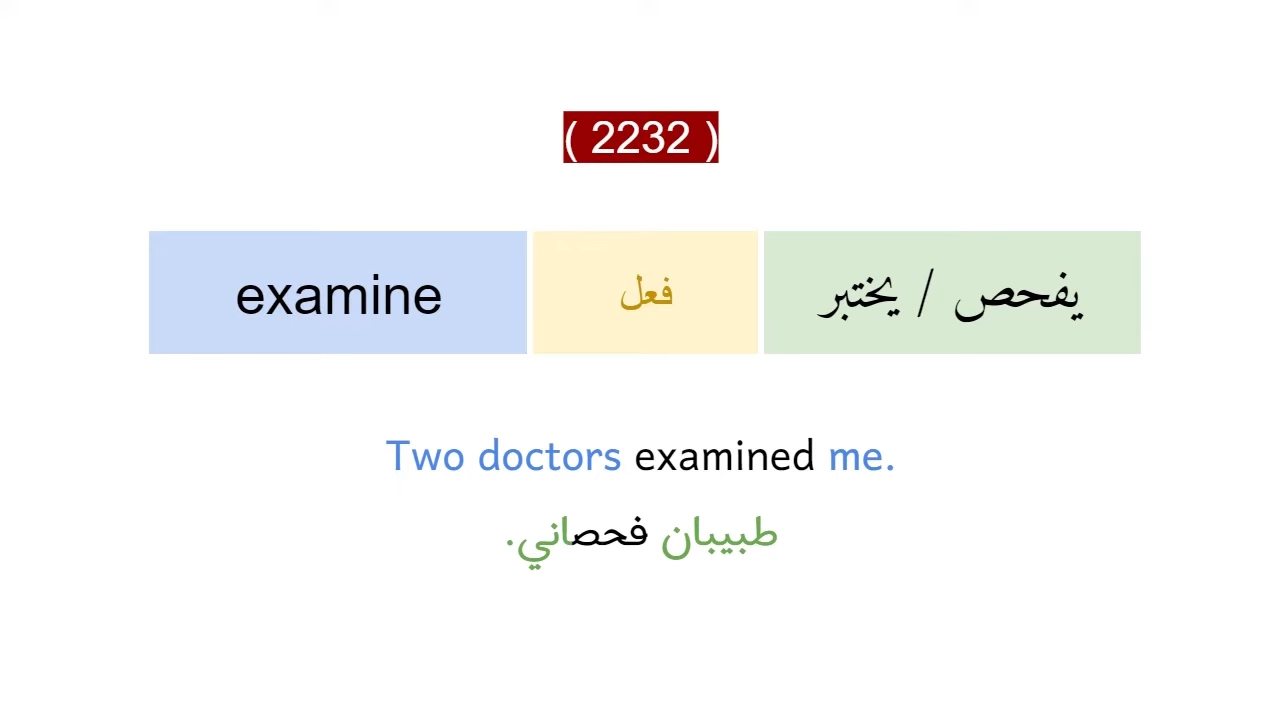 ( 2232 )
examine
فعل
يفحص / يختبر
Two doctors examined me.
طبيبان فحصاني.